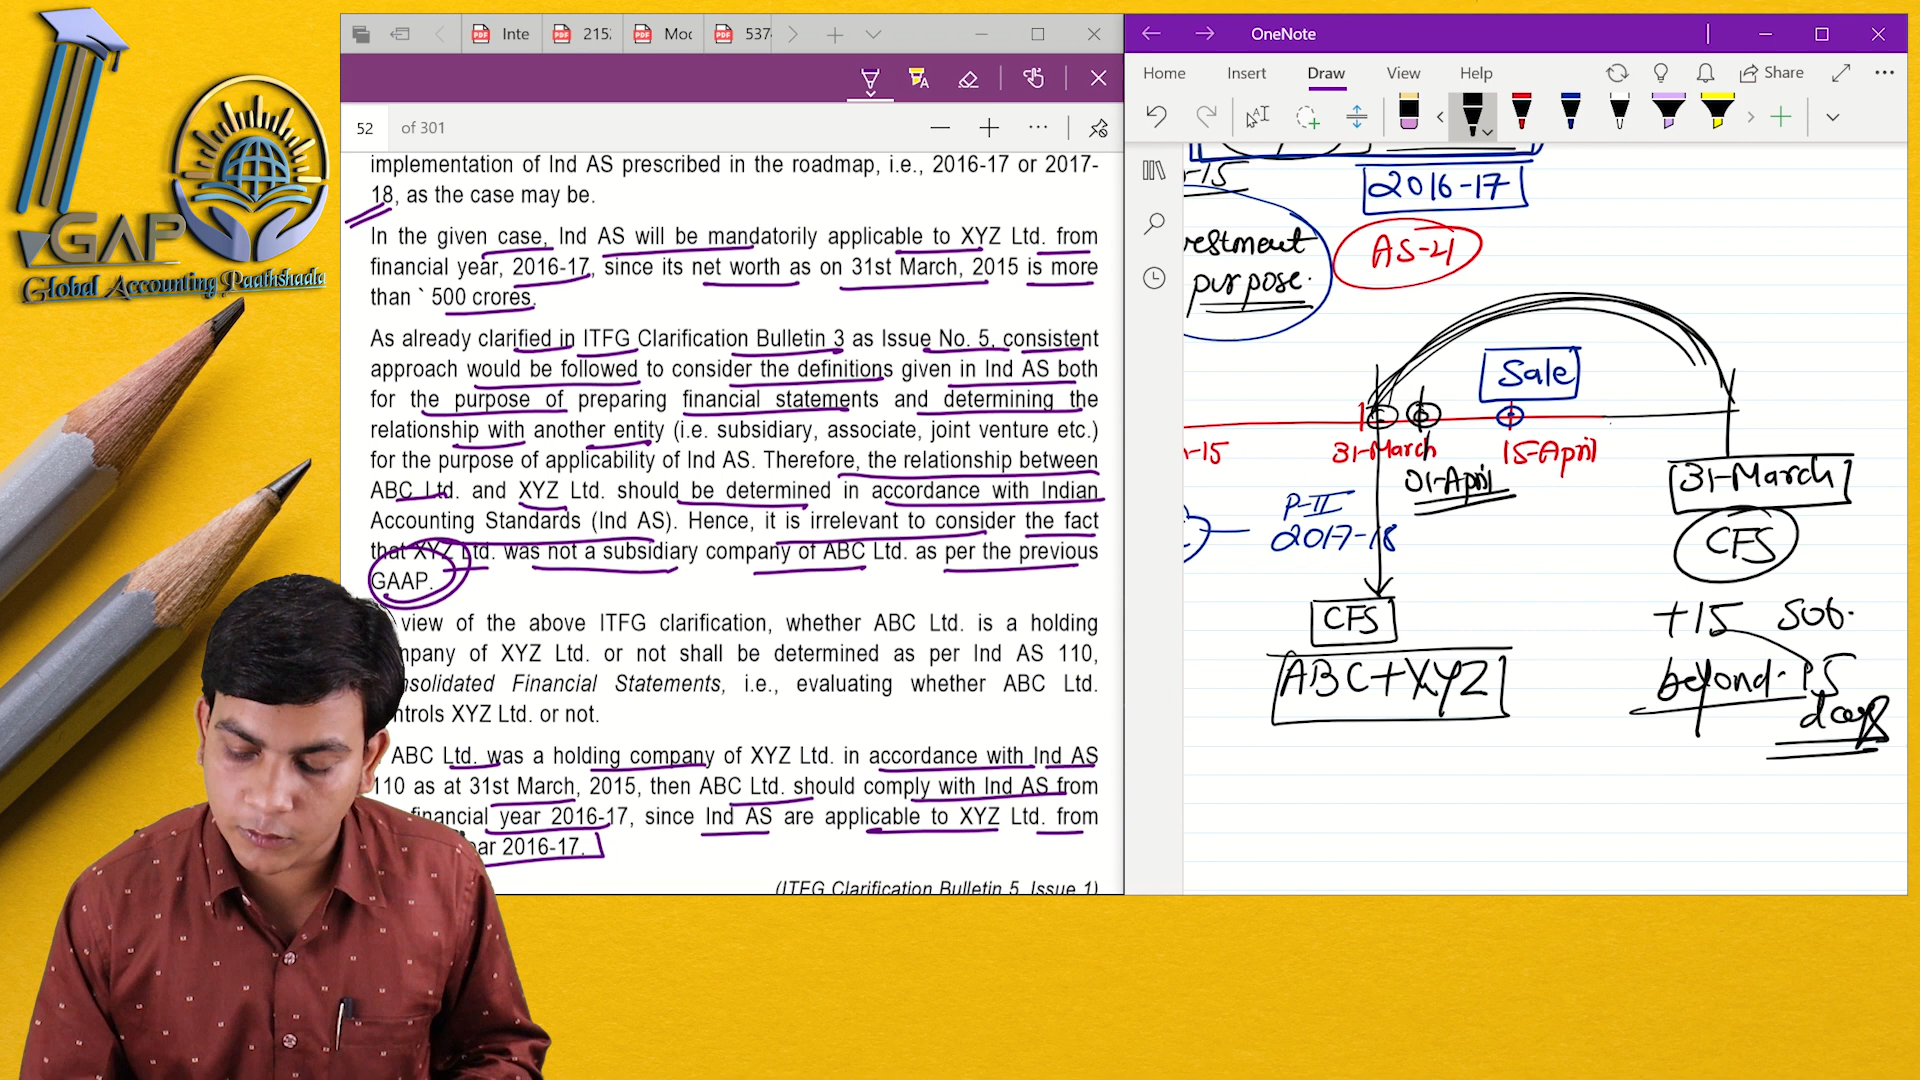 GAP
Global Accounting Paathshaala
Inte
215
Moc
537
52 of 301
implementation of Ind AS prescribed in the roadmap, i.e., 2016-17 or 2017-
18, as the case may be.
In the given case, Ind AS will be mandatorily applicable to XYZ Ltd. from
financial year, 2016-17, since its net worth as on 31st March, 2015 is more
than ` 500 crores.
As already clarified in ITFG Clarification Bulletin 3 as Issue No. 5, consistent
approach would be followed to consider the definitions given in Ind AS both
for the purpose of preparing financial statements and determining the
relationship with another entity (i.e. subsidiary, associate, joint venture etc.)
for the purpose of applicability of Ind AS. Therefore, the relationship between
ABC Ltd. and XYZ Ltd. should be determined in accordance with Indian
Accounting Standards (Ind AS). Hence, it is irrelevant to consider the fact
that XYZ Ltd. was not a subsidiary company of ABC Ltd. as per the previous
GAAP.
view of the above ITFG clarification, whether ABC Ltd. is a holding
mpany of XYZ Ltd. or not shall be determined as per Ind AS 110,
nsolidated Financial Statements, i.e., evaluating whether ABC Ltd.
ntrols XYZ Ltd. or not.
ABC Ltd. was a holding company of XYZ Ltd. in accordance with Ind AS
110 as at 31st March, 2015, then ABC Ltd. should comply with Ind AS from
financial year 2016-17, since Ind AS are applicable to XYZ Ltd. from
ar 2016-17.
(ITFG Clarification Bulletin 5, Issue 1)
OneNote
Home Insert Draw View Help Share
-15
2016-17
vestment
purpose.
AS-21
Sale
-15
31-March
01-April
15-April
31-March
P-II
2017-18
CFS
CFS
ABC+XYZ
+15 Sub.
beyond 15
days